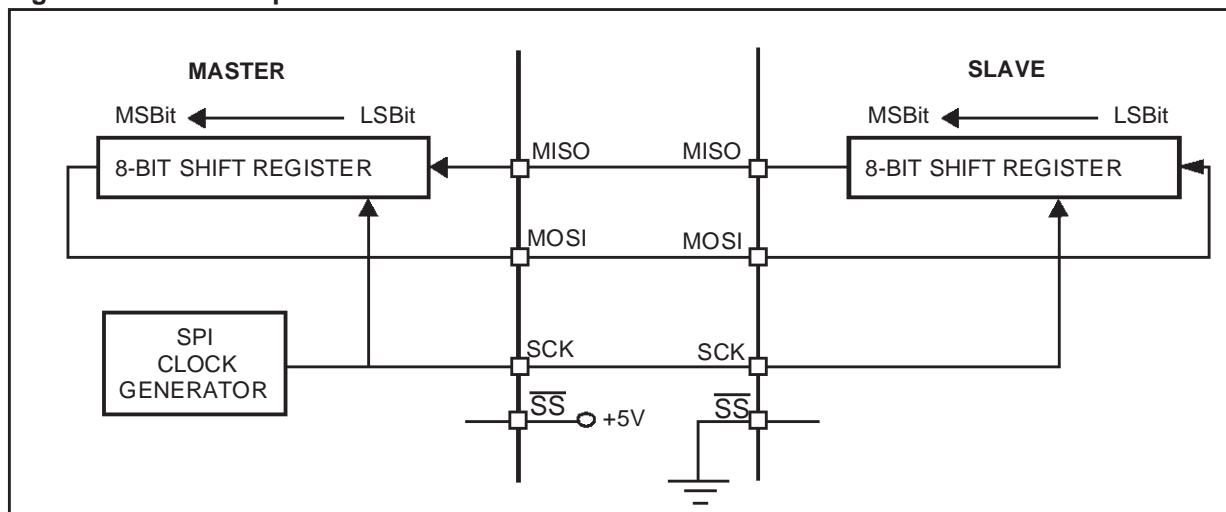 MASTER
SLAVE
MSBit
LSBit
MSBit
LSBit
8-BIT SHIFT REGISTER
MISO
MISO
8-BIT SHIFT REGISTER
MOSI
MOSI
SPI
CLOCK
GENERATOR
SCK
SCK
SS
+5V
SS